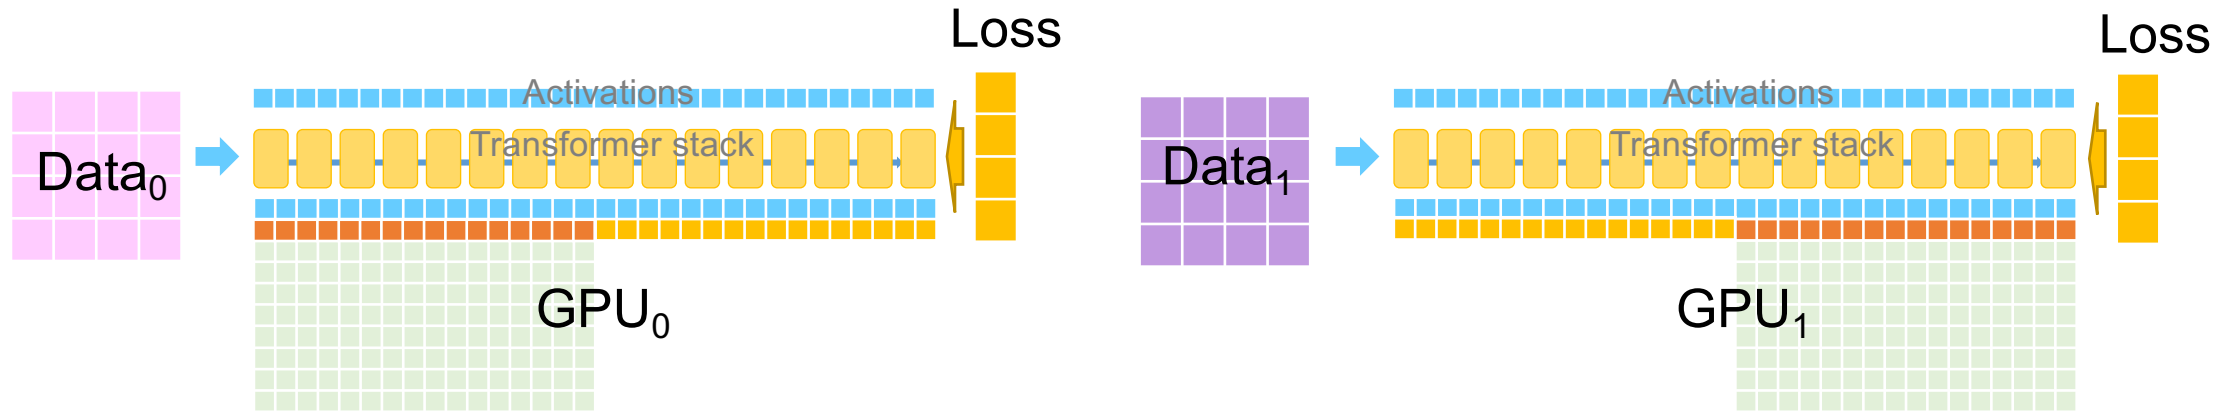 Loss
Activations
Transformer stack
Data₀
GPU₀
Loss
Activations
Transformer stack
Data₁
GPU₁